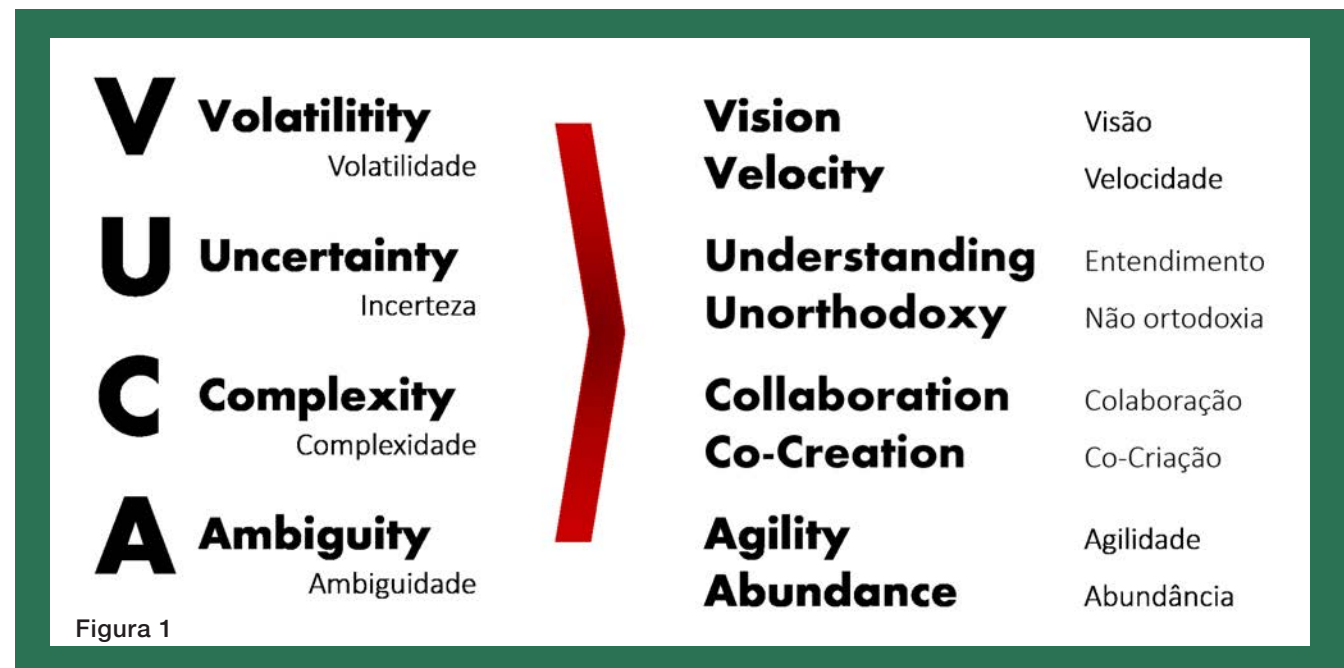 V Volatilitity
Volatilidade
U Uncertainty
Incerteza
C Complexity
Complexidade
A Ambiguity
Ambiguidade
Vision Visão
Velocity Velocidade
Understanding Entendimento
Unorthodoxy Não ortodoxia
Collaboration Colaboração
Co-Creation Co-Criação
Agility Agilidade
Abundance Abundância
Figura 1